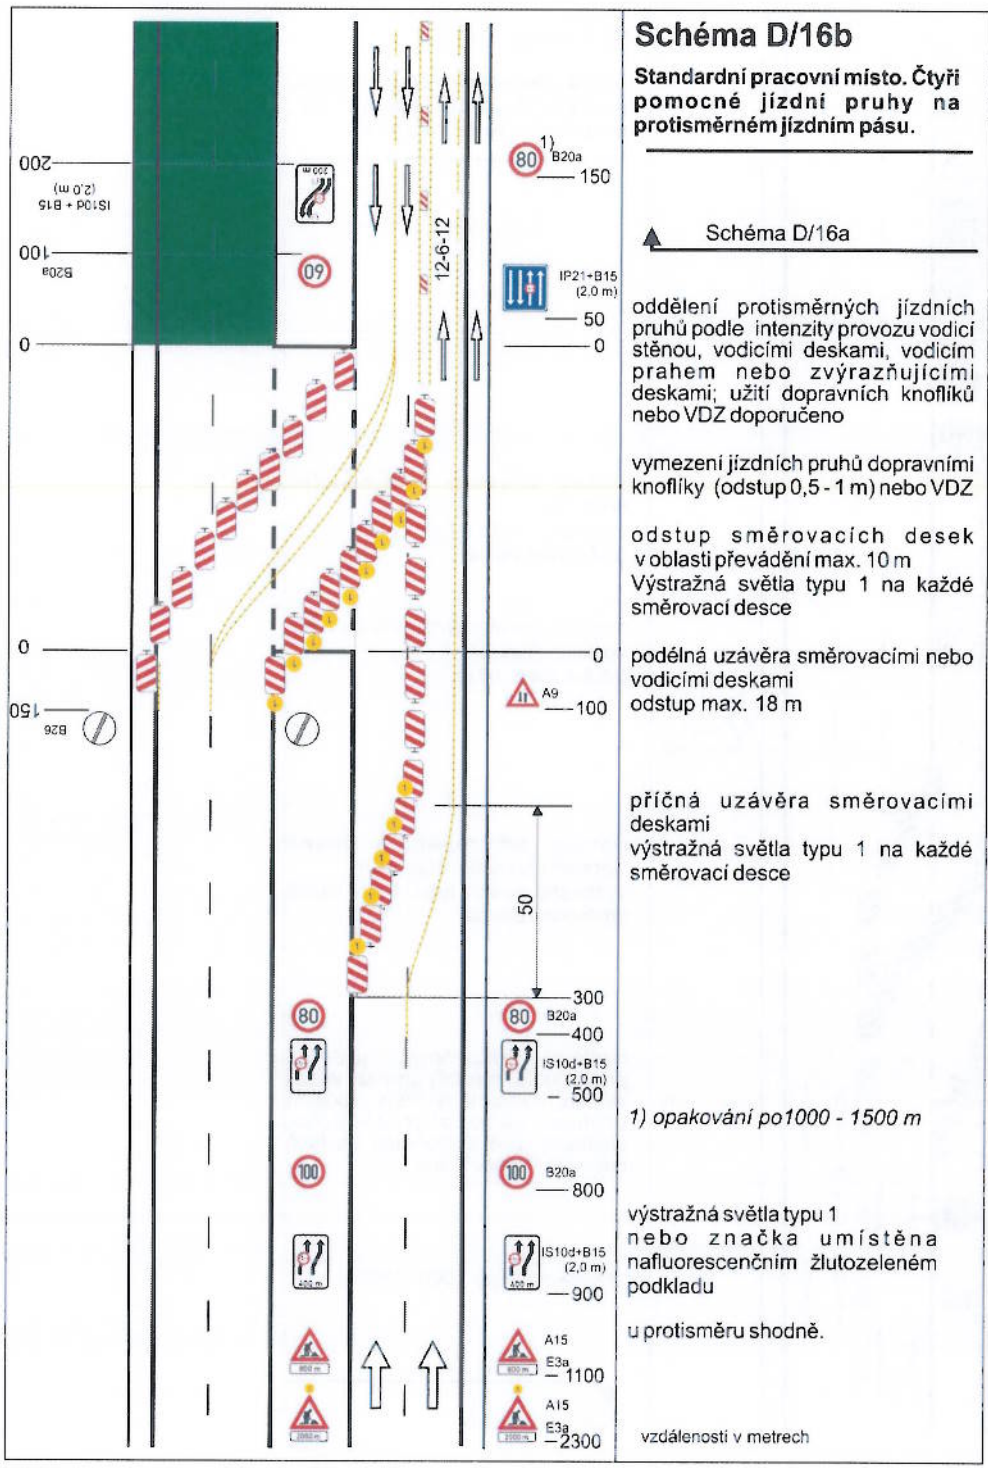 Schéma D/16b
Standardní pracovní místo. Čtyři
pomocné jízdní pruhy na
protisměrném jízdním pásu.
Schéma D/16a
oddělení protisměrných jízdních
pruhů podle intenzity provozu vodicí
stěnou, vodicími deskami, vodicím
prahem nebo zvýrazňujícími
deskami; užití dopravních knoflíků
nebo VDZ doporučeno
vymezení jízdních pruhů dopravními
knoflíky (odstup 0,5 - 1 m) nebo VDZ
odstup směrovacích desek
v oblasti převádění max. 10 m
Výstražná světla typu 1 na každé
směrovací desce
podélná uzávěra směrovacími nebo
vodicími deskami
odstup max. 18 m
příčná uzávěra směrovacími
deskami
výstražná světla typu 1 na každé
směrovací desce
1) opakování po1000 - 1500 m
výstražná světla typu 1
nebo značka umístěna
nafluorescenčním žlutozeleném
podkladu
u protisměru shodně.
vzdálenosti v metrech
200
IS10d + B15
(2,0 m)
100
B20a
0
0
150
B26
200 m
60
12-6-12
80
1)
B20a
150
IP21+B15
(2,0 m)
50
0
0
A9
100
50
300
80
80
B20a
400
IS10d+B15
(2,0 m)
500
100
100
B20a
800
IS10d+B15
(2,0 m)
400 m
400 m
900
A15
E3a
800 m
800 m
1100
A15
E3a
2000 m
2000 m
2300